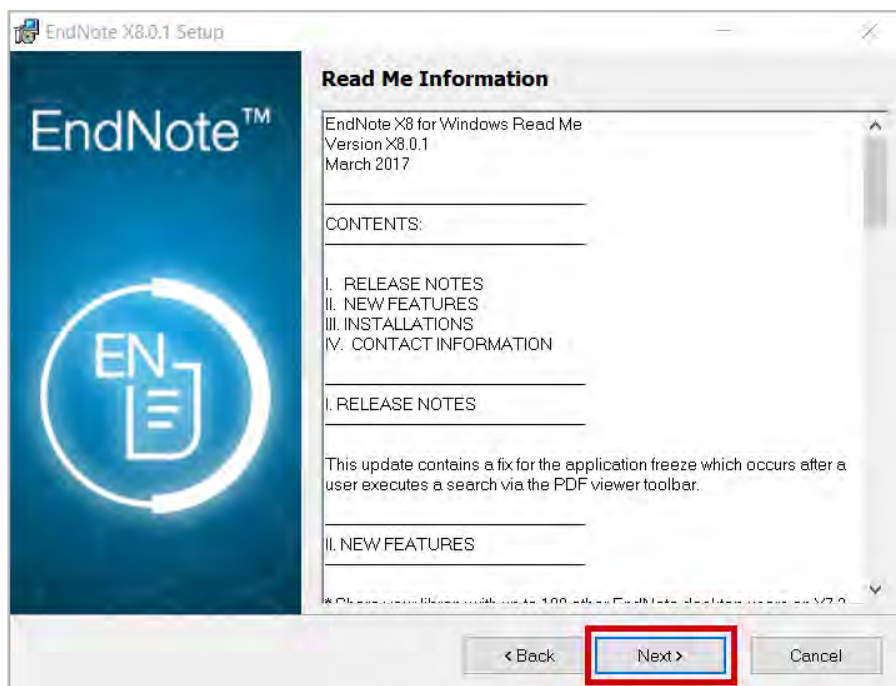 EndNote X8.0.1 Setup
EndNote™
EN
Read Me Information
EndNote X8 for Windows Read Me
Version X8.0.1
March 2017
CONTENTS:
I. RELEASE NOTES
II. NEW FEATURES
III. INSTALLATIONS
IV. CONTACT INFORMATION
I. RELEASE NOTES
This update contains a fix for the application freeze which occurs after a
user executes a search via the PDF viewer toolbar.
II. NEW FEATURES
< Back
Next >
Cancel